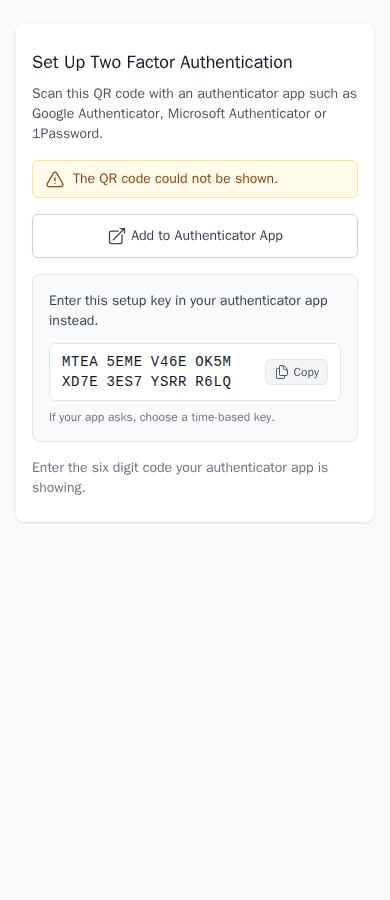 Set Up Two Factor Authentication
Scan this QR code with an authenticator app such as
Google Authenticator, Microsoft Authenticator or
1Password.
The QR code could not be shown.
Add to Authenticator App
Enter this setup key in your authenticator app
instead.
MTEA 5EME V46E OK5M
XD7E 3ES7 YSRR R6LQ
Copy
If your app asks, choose a time-based key.
Enter the six digit code your authenticator app is
showing.